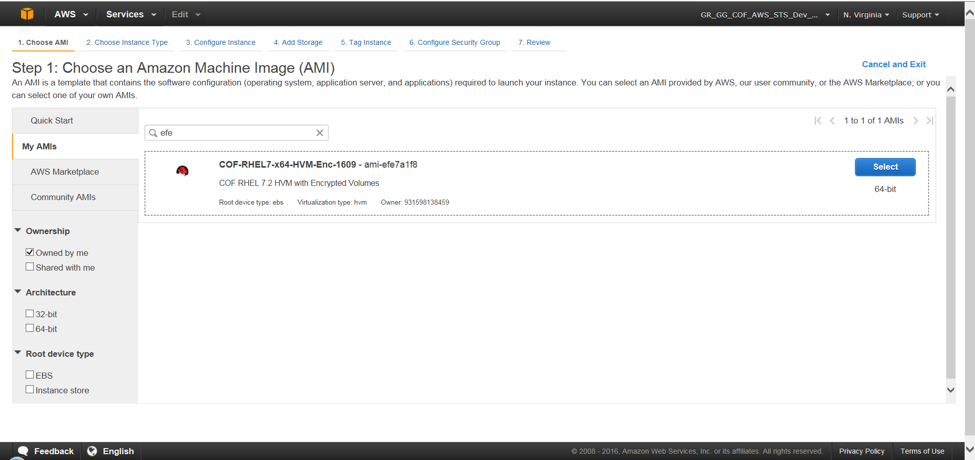 AWS Services Edit GR_GG_COF_AWS_STS_Dev_... N. Virginia Support
1. Choose AMI 2. Choose Instance Type 3. Configure Instance 4. Add Storage 5. Tag Instance 6. Configure Security Group 7. Review
Step 1: Choose an Amazon Machine Image (AMI)
Cancel and Exit
An AMI is a template that contains the software configuration (operating system, application server, and applications) required to launch your instance. You can select an AMI provided by AWS, our user community, or the AWS Marketplace; or you
can select one of your own AMIs.
Quick Start
My AMIs
AWS Marketplace
Community AMIs
Ownership
Owned by me
Shared with me
Architecture
32-bit
64-bit
Root device type
EBS
Instance store
1 to 1 of 1 AMIs
efe
COF-RHEL7-x64-HVM-Enc-1609 - ami-efe7a1f8
COF RHEL 7.2 HVM with Encrypted Volumes
Root device type: ebs Virtualization type: hvm Owner: 931598138459
Select
64-bit
Feedback English © 2008 - 2016, Amazon Web Services, Inc. or its affiliates. All rights reserved. Privacy Policy Terms of Use